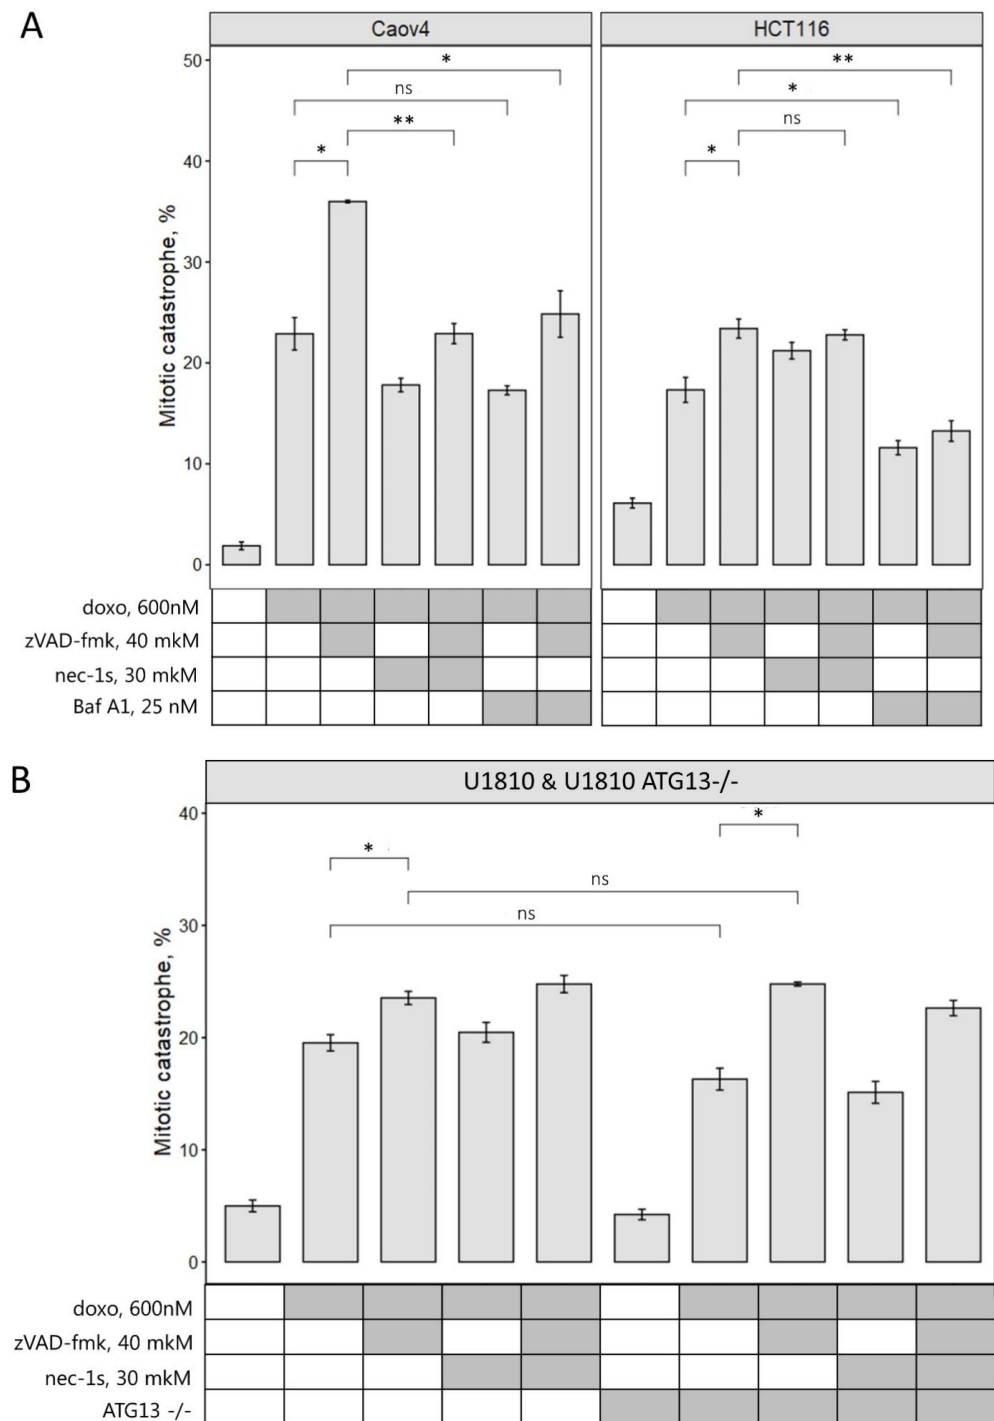 A
Caov4
HCT116
Mitotic catastrophe, %
50
40
30
20
10
0
*
ns
**
*
**
*
ns
*
doxo, 600nM
zVAD-fmk, 40 mkM
nec-1s, 30 mkM
Baf A1, 25 nM
B
U1810 & U1810 ATG13-/-
Mitotic catastrophe, %
40
30
20
10
0
*
*
ns
ns
doxo, 600nM
zVAD-fmk, 40 mkM
nec-1s, 30 mkM
ATG13 -/-